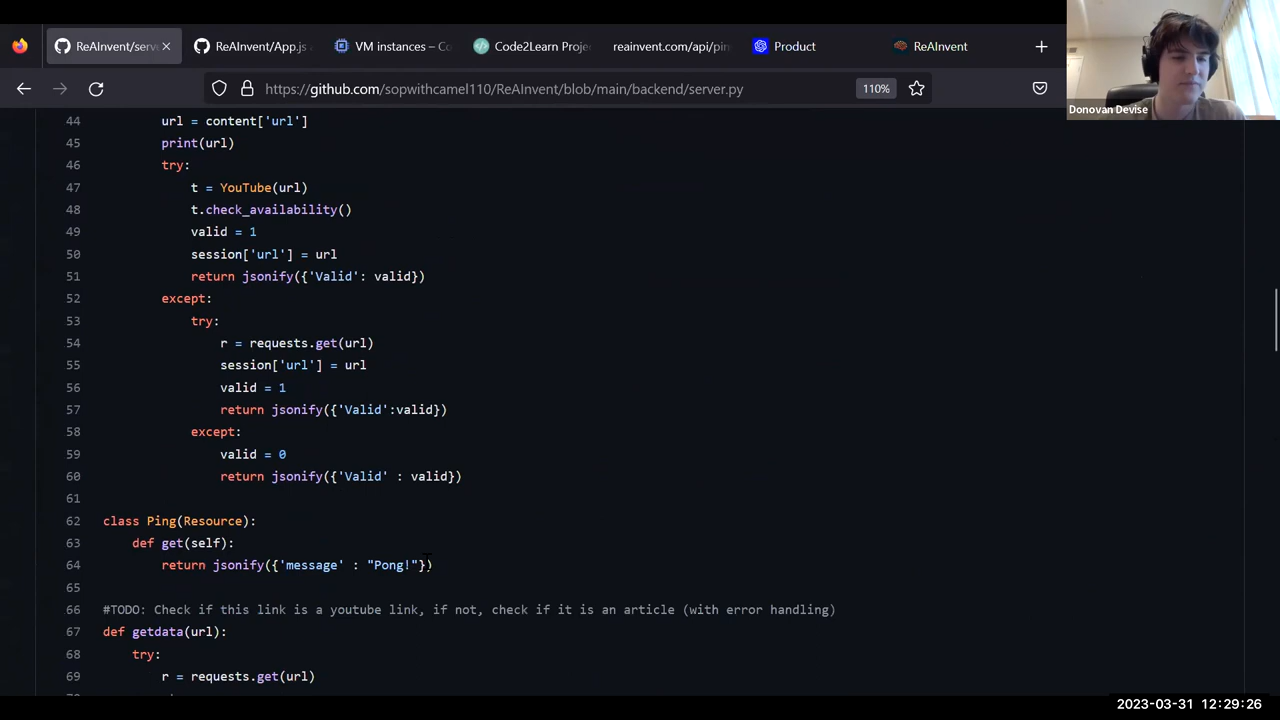 ReAInvent/serve
ReAInvent/App.js
VM instances – Co
Code2Learn Proje
reainvent.com/api/pin
Product
ReAInvent
Donovan Devise
https://github.com/sopwithcamel110/ReAInvent/blob/main/backend/server.py
110%
44 url = content['url']
45 print(url)
46 try:
47 t = YouTube(url)
48 t.check_availability()
49 valid = 1
50 session['url'] = url
51 return jsonify({'Valid': valid})
52 except:
53 try:
54 r = requests.get(url)
55 session['url'] = url
56 valid = 1
57 return jsonify({'Valid':valid})
58 except:
59 valid = 0
60 return jsonify({'Valid' : valid})
61
62 class Ping(Resource):
63 def get(self):
64 return jsonify({'message' : "Pong!"})
65
66 #TODO: Check if this link is a youtube link, if not, check if it is an article (with error handling)
67 def getdata(url):
68 try:
69 r = requests.get(url)
2023-03-31 12:29:26